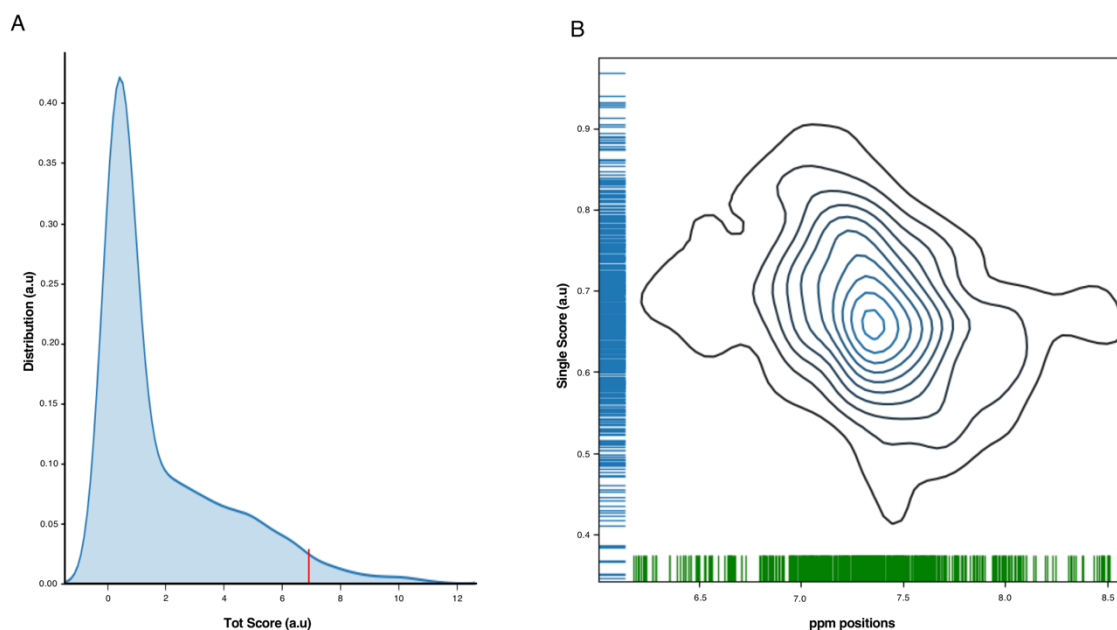 A
Distribution (a.u)
0.40
0.35
0.30
0.25
0.20
0.15
0.10
0.05
0.00
0 2 4 6 8 10 12
Tot Score (a.u)
B
Single Score (a.u)
0.9
0.8
0.7
0.6
0.5
0.4
6.5 7.0 7.5 8.0 8.5
ppm positions